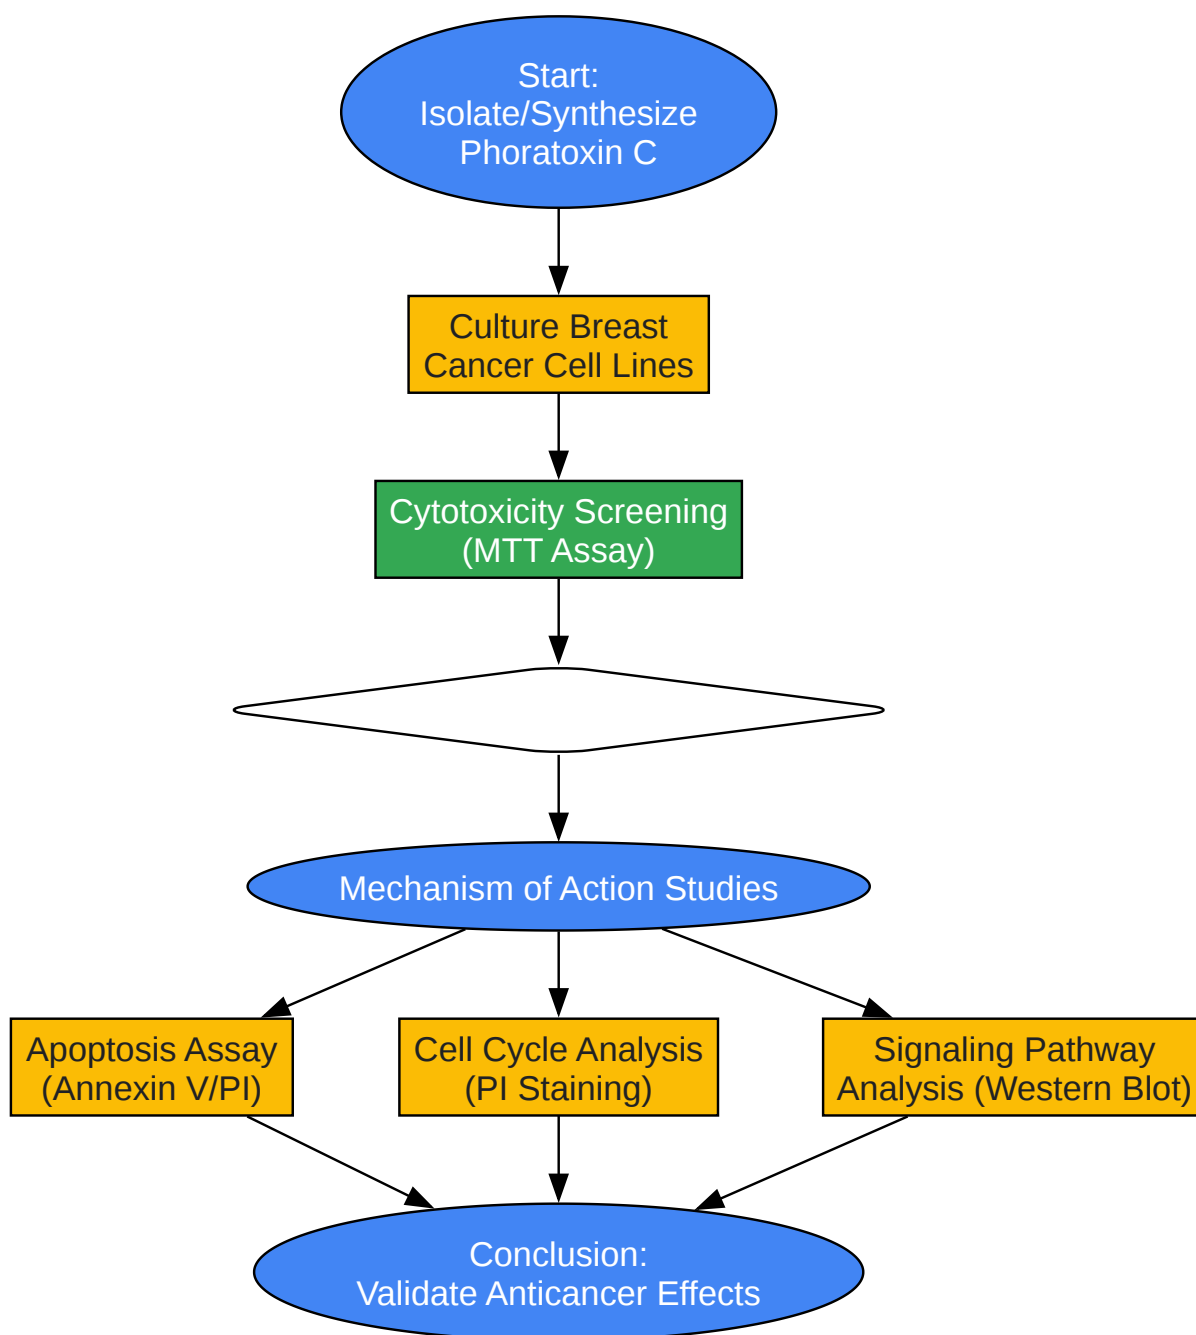 Start:
Isolate/Synthesize
Phoratoxin C
Culture Breast
Cancer Cell Lines
Cytotoxicity Screening
(MTT Assay)
Mechanism of Action Studies
Apoptosis Assay
(Annexin V/PI)
Cell Cycle Analysis
(PI Staining)
Signaling Pathway
Analysis (Western Blot)
Conclusion:
Validate Anticancer Effects